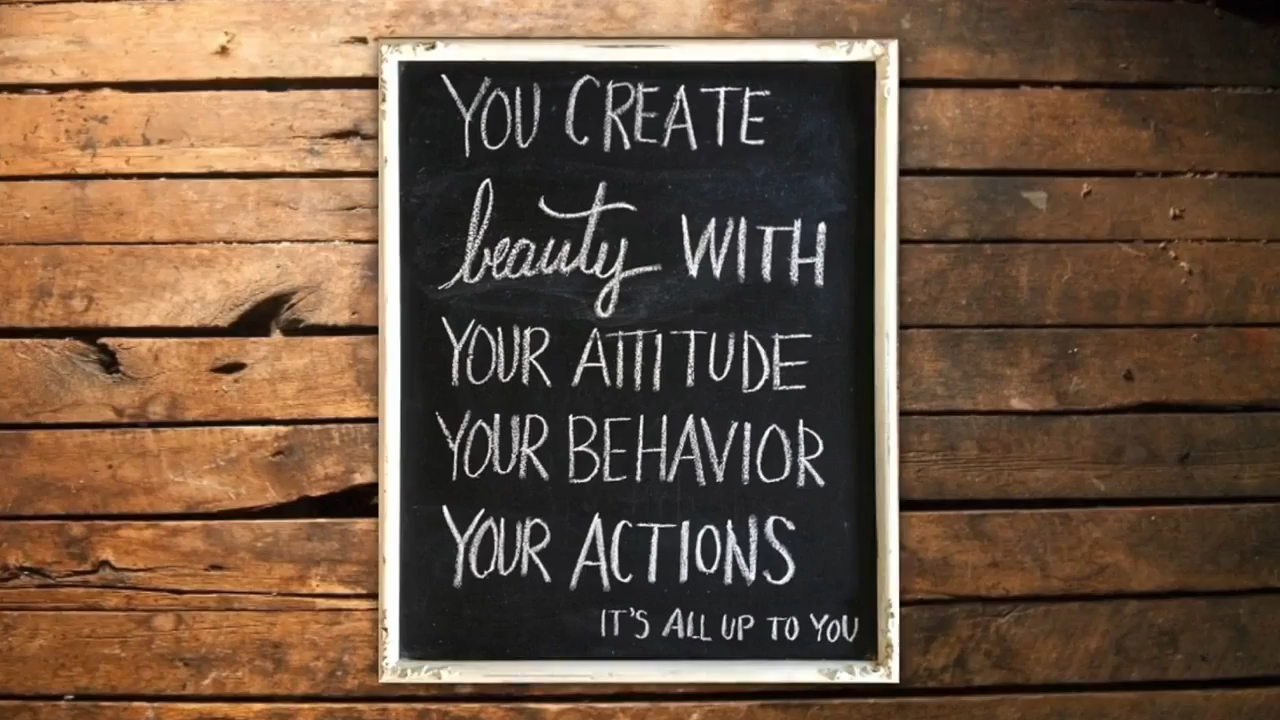 YOU CREATE
beauty WITH
YOUR ATTITUDE
YOUR BEHAVIOR
YOUR ACTIONS
IT'S ALL UP TO YOU